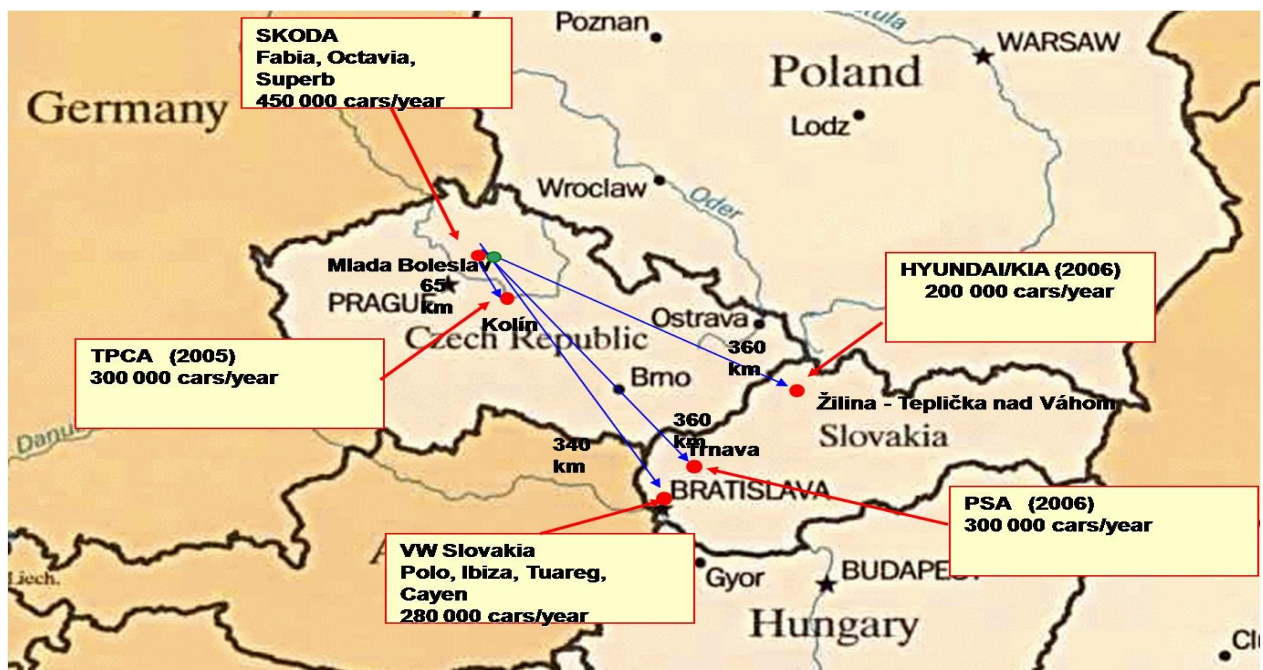 SKODA
Fabia, Octavia,
Superb
450 000 cars/year
Poznan
WARSAW
Poland
Germany
Lodz
Wroclaw
Oder
Mlada Boleslav
65
km
PRAGUE
Kolín
Czech Republic
Ostrava
HYUNDAI/KIA (2006)
200 000 cars/year
TPCA (2005)
300 000 cars/year
360
km
Brno
Žilina - Teplička nad Váhom
Slovakia
360
km
Trnava
340
km
BRATISLAVA
PSA (2006)
300 000 cars/year
VW Slovakia
Polo, Ibiza, Tuareg,
Cayen
280 000 cars/year
Liech.
Gyor
BUDAPEST
Hungary